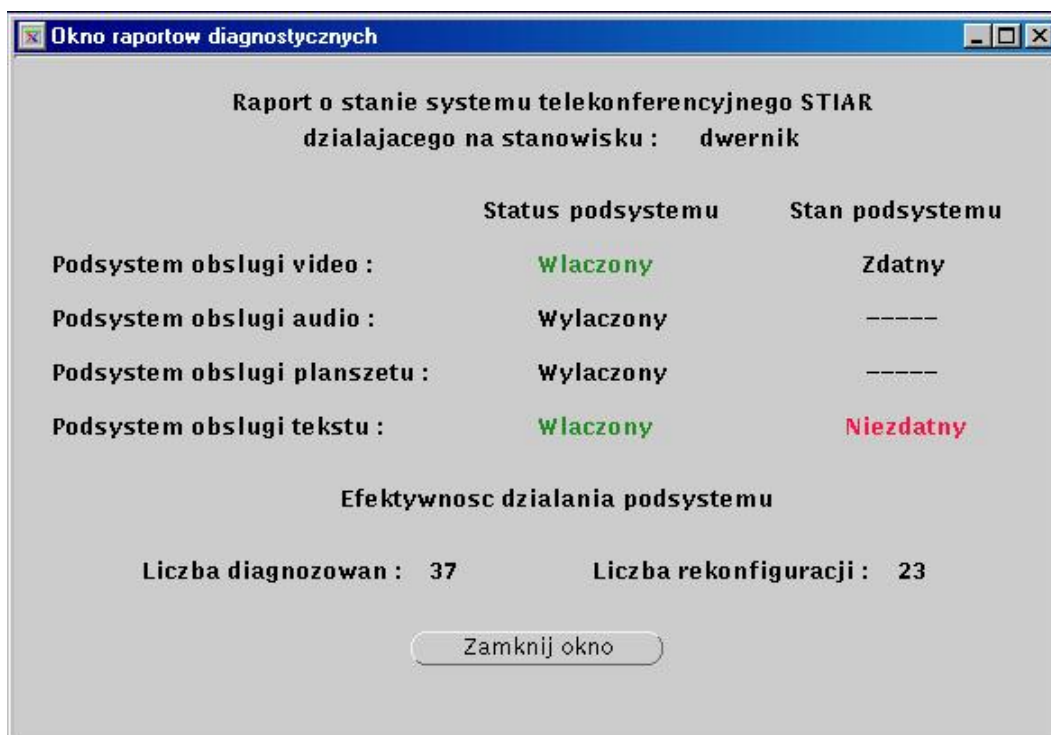 Okno raportow diagnostycznych
Raport o stanie systemu telekonferencyjnego STIAR
dzialajacego na stanowisku : dwernik
Status podsystemu Stan podsystemu
Podsystem obslugi video : Wlaczony Zdatny
Podsystem obslugi audio : Wylaczony -----
Podsystem obslugi planszetu : Wylaczony -----
Podsystem obslugi tekstu : Wlaczony Niezdatny
Efektywnosc dzialania podsystemu
Liczba diagnozowan : 37 Liczba rekonfiguracji : 23
Zamknij okno